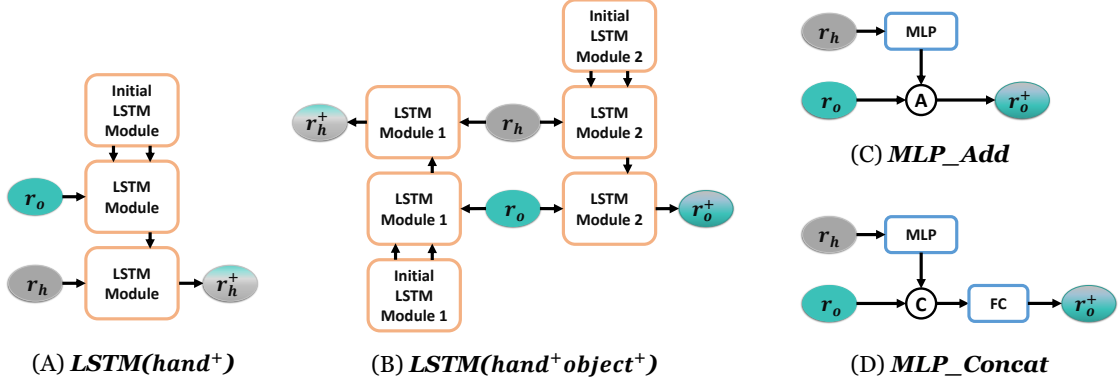 Initial
LSTM
Module
r_o
LSTM
Module
r_h
LSTM
Module
r_h^+
(A) LSTM(hand^+)
Initial
LSTM
Module 2
r_h^+
LSTM
Module 1
r_h
LSTM
Module 2
LSTM
Module 1
r_o
LSTM
Module 2
r_o^+
Initial
LSTM
Module 1
(B) LSTM(hand^+object^+)
r_h
MLP
r_o
A
r_o^+
(C) MLP_Add
r_h
MLP
r_o
C
FC
r_o^+
(D) MLP_Concat